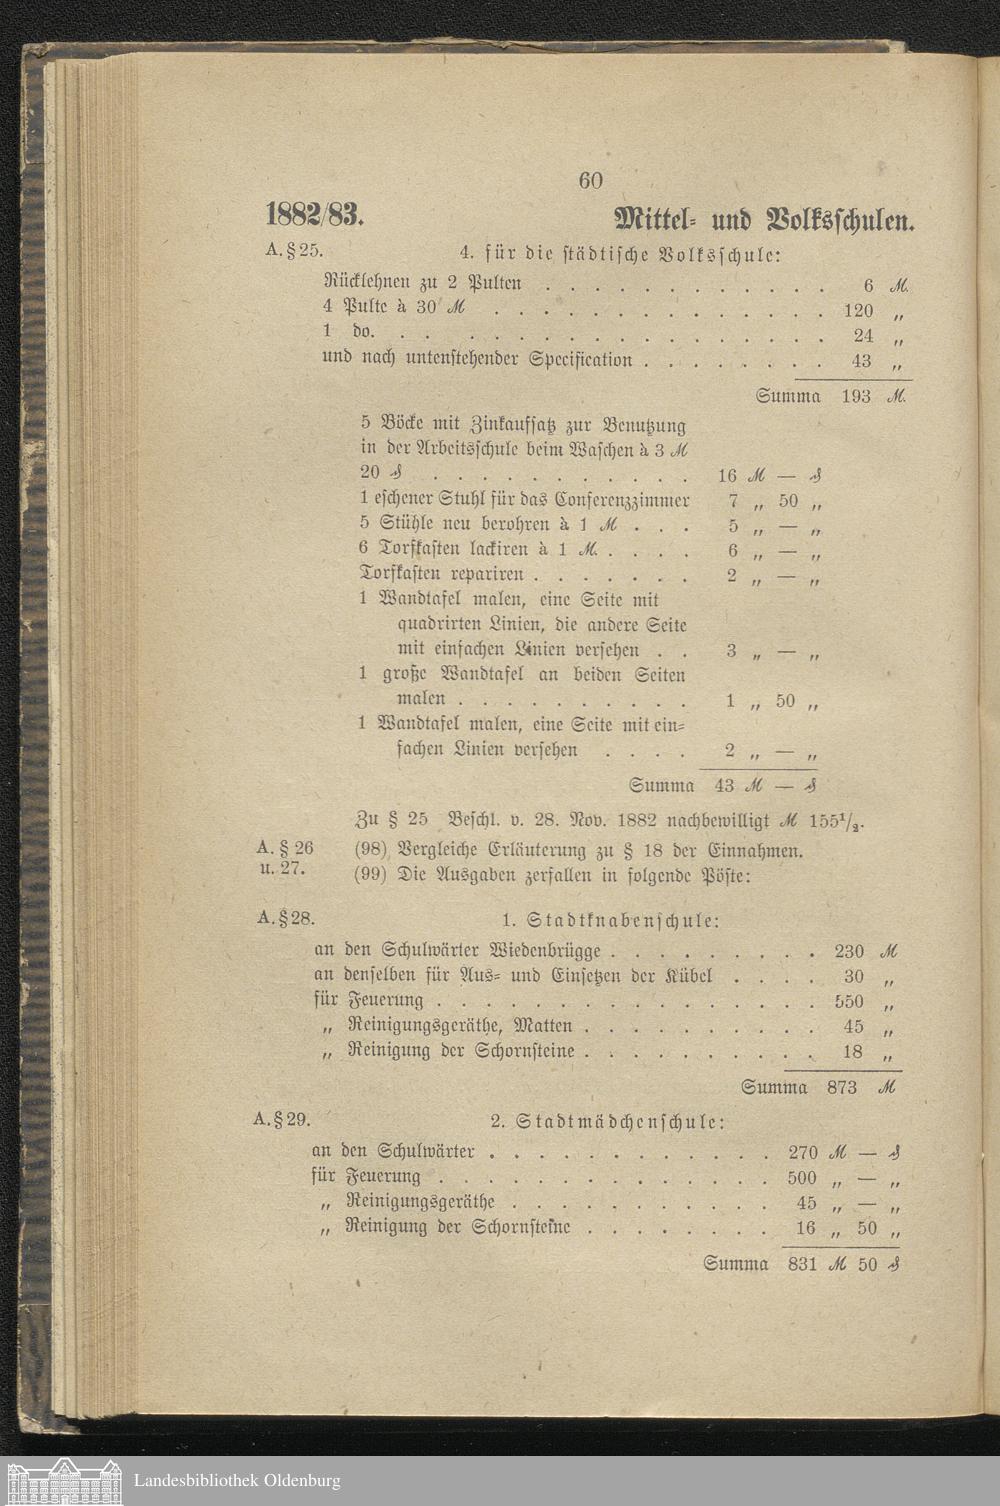 60
1882/83. Mittel- und Volksschulen.
A. § 25. 4. für die städtische Volksschule:
Rücklehnen zu 2 Pulten . . . . . . . . . . . . 6 ℳ.
4 Pulte à 30 ℳ . . . . . . . . . . . . . . 120 „
1 do. . . . . . . . . . . . . . . . . . 24 „
und nach untenstehender Specification . . . . . . . . 43 „
Summa 193 ℳ.
5 Böcke mit Zinkaufsatz zur Benutzung
in der Arbeitsschule beim Waschen à 3 ℳ
20 ₰ . . . . . . . . . . . 16 ℳ — ₰
1 eschener Stuhl für das Conferenzzimmer 7 „ 50 „
5 Stühle neu berohren à 1 ℳ . . . 5 „ — „
6 Torfkasten lackiren à 1 ℳ. . . . . 6 „ — „
Torfkasten repariren . . . . . . . 2 „ — „
1 Wandtafel malen, eine Seite mit
quadrirten Linien, die andere Seite
mit einfachen Linien versehen . . 3 „ — „
1 große Wandtafel an beiden Seiten
malen . . . . . . . . . . 1 „ 50 „
1 Wandtafel malen, eine Seite mit ein-
fachen Linien versehen . . . . 2 „ — „
Summa 43 ℳ — ₰
Zu § 25 Beschl. v. 28. Nov. 1882 nachbewilligt ℳ 155½.
A. § 26 (98) Vergleiche Erläuterung zu § 18 der Einnahmen.
u. 27. (99) Die Ausgaben zerfallen in folgende Pöste:
A. § 28. 1. Stadtknabenschule:
an den Schulwärter Wiedenbrügge . . . . . . . . . 230 ℳ
an denselben für Aus- und Einsetzen der Kübel . . . . 30 „
für Feuerung . . . . . . . . . . . . . . . . 550 „
„ Reinigungsgeräthe, Matten . . . . . . . . . . 45 „
„ Reinigung der Schornsteine . . . . . . . . . . 18 „
Summa 873 ℳ
A. § 29. 2. Stadtmädchenschule:
an den Schulwärter . . . . . . . . . . . . 270 ℳ — ₰
für Feuerung . . . . . . . . . . . . . . 500 „ — „
„ Reinigungsgeräthe . . . . . . . . . . . 45 „ — „
„ Reinigung der Schornsteine . . . . . . . . 16 „ 50 „
Summa 831 ℳ 50 ₰
Landesbibliothek Oldenburg